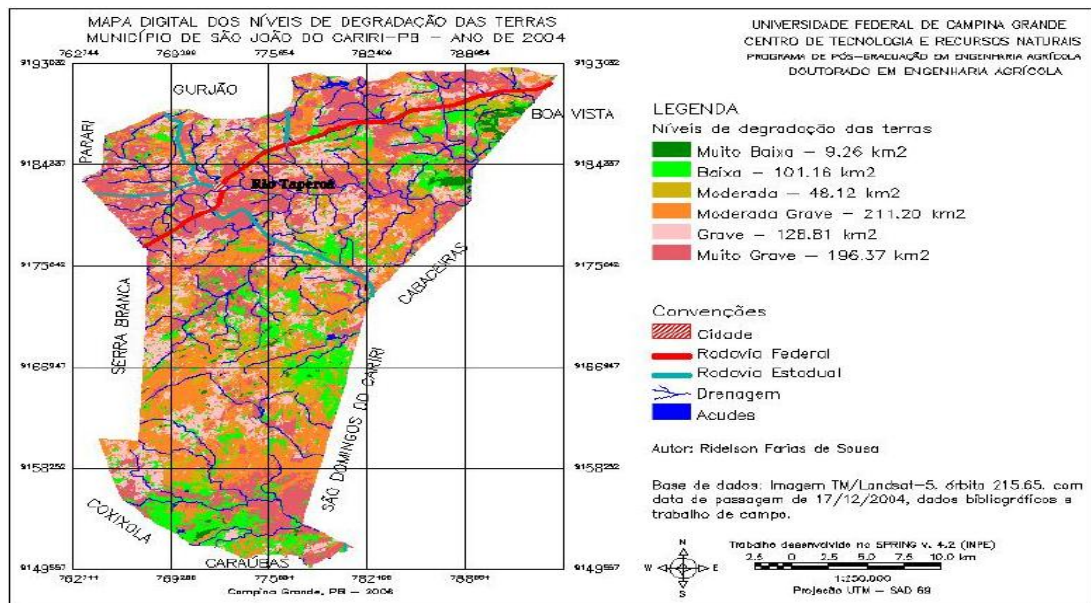 MAPA DIGITAL DOS NÍVEIS DE DEGRADAÇÃO DAS TERRAS
MUNICÍPIO DE SÃO JOÃO DO CARIRI-PB - ANO DE 2004
UNIVERSIDADE FEDERAL DE CAMPINA GRANDE
CENTRO DE TECNOLOGIA E RECURSOS NATURAIS
PROGRAMA DE PÓS-GRADUAÇÃO EM ENGENHARIA AGRÍCOLA
DOUTORADO EM ENGENHARIA AGRÍCOLA
GURJÃO
BOA VISTA
PARARI
Rio Taperoá
CABACEIRAS
SERRA BRANCA
SÃO DOMINGOS DO CARIRI
COXIXOLA
CARAÚBAS
Campina Grande, PB - 2006
LEGENDA
Níveis de degradação das terras
Muito Baixa - 9.26 km2
Baixa - 101.16 km2
Moderada - 48.12 km2
Moderada Grave - 211.20 km2
Grave - 128.81 km2
Muito Grave - 196.37 km2
Convenções
Cidade
Rodovia Federal
Rodovia Estadual
Drenagem
Acudes
Autor: Ridelson Farias de Sousa
Base de dados: Imagem TM/Landsat-5. órbita 215.65. com
data de passagem de 17/12/2004, dados bibliográficos e
trabalho de campo.
N
W E
S
Trabalho desenvolvido no SPRING v. 4.2 (INPE)
2.5 0.0 2.5 5.0 7.5 10.0 km
1:250.000
Projeção UTM - SAD 69